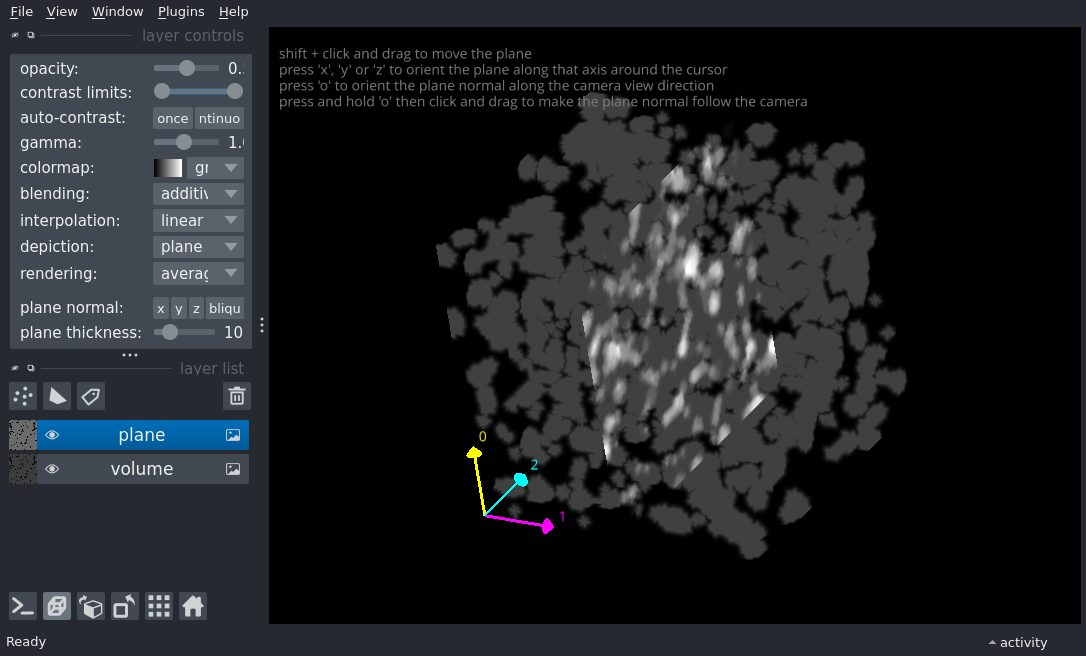 File View Window Plugins Help
layer controls
opacity: 0.
contrast limits:
auto-contrast: once ntinuo
gamma: 1.
colormap: gr
blending: additiv
interpolation: linear
depiction: plane
rendering: averag
plane normal: x y z bliqu
plane thickness: 10
layer list
plane
volume
shift + click and drag to move the plane
press 'x', 'y' or 'z' to orient the plane along that axis around the cursor
press 'o' to orient the plane normal along the camera view direction
press and hold 'o' then click and drag to make the plane normal follow the camera
0
2
1
Ready
activity